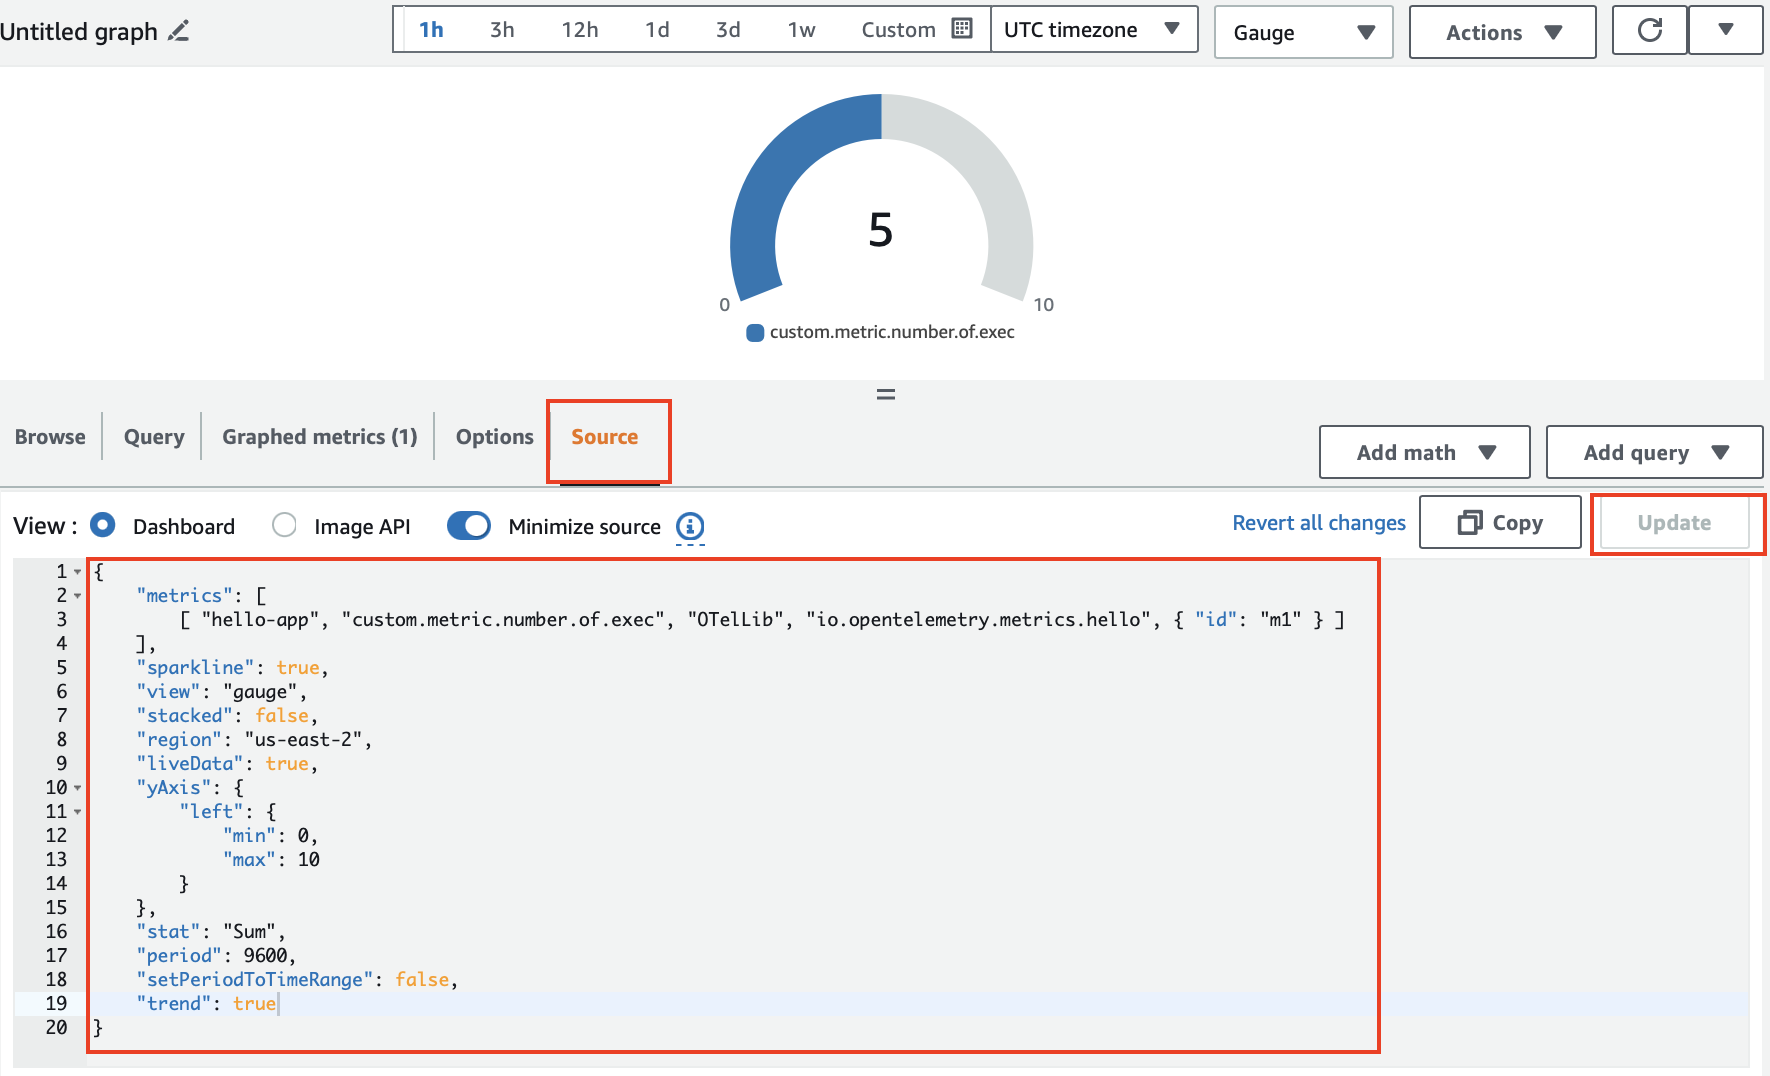 Untitled graph
1h 3h 12h 1d 3d 1w Custom UTC timezone Gauge Actions
5
0 10
custom.metric.number.of.exec
Browse Query Graphed metrics (1) Options Source Add math Add query
View : Dashboard Image API Minimize source Revert all changes Copy Update
1 {
2     "metrics": [
3         [ "hello-app", "custom.metric.number.of.exec", "OTelLib", "io.opentelemetry.metrics.hello", { "id": "m1" } ]
4     ],
5     "sparkline": true,
6     "view": "gauge",
7     "stacked": false,
8     "region": "us-east-2",
9     "liveData": true,
10     "yAxis": {
11         "left": {
12             "min": 0,
13             "max": 10
14         }
15     },
16     "stat": "Sum",
17     "period": 9600,
18     "setPeriodToTimeRange": false,
19     "trend": true
20 }